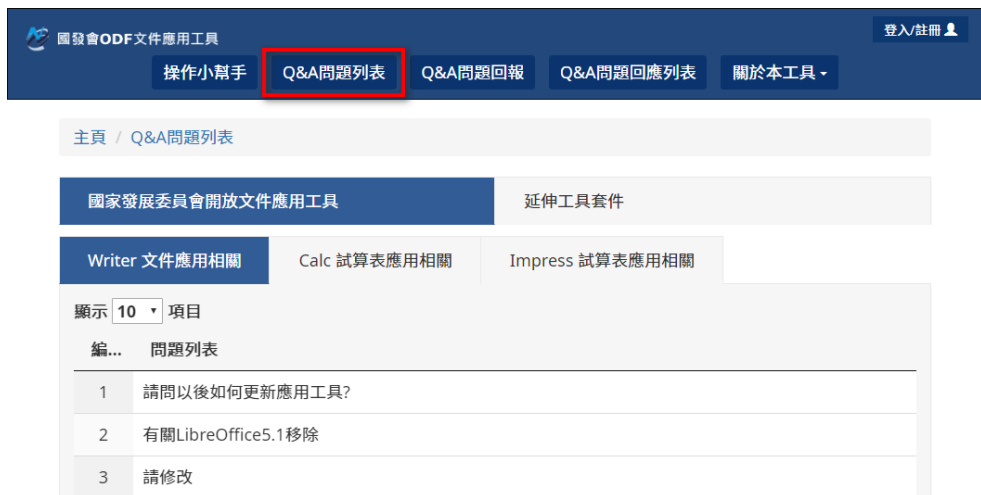 國發會ODF文件應用工具
登入/註冊
操作小幫手 Q&A問題列表 Q&A問題回報 Q&A問題回應列表 關於本工具
主頁 / Q&A問題列表
國家發展委員會開放文件應用工具 延伸工具套件
Writer 文件應用相關 Calc 試算表應用相關 Impress 試算表應用相關
顯示 10 項目
編... 問題列表
1 請問以後如何更新應用工具?
2 有關LibreOffice5.1移除
3 請修改